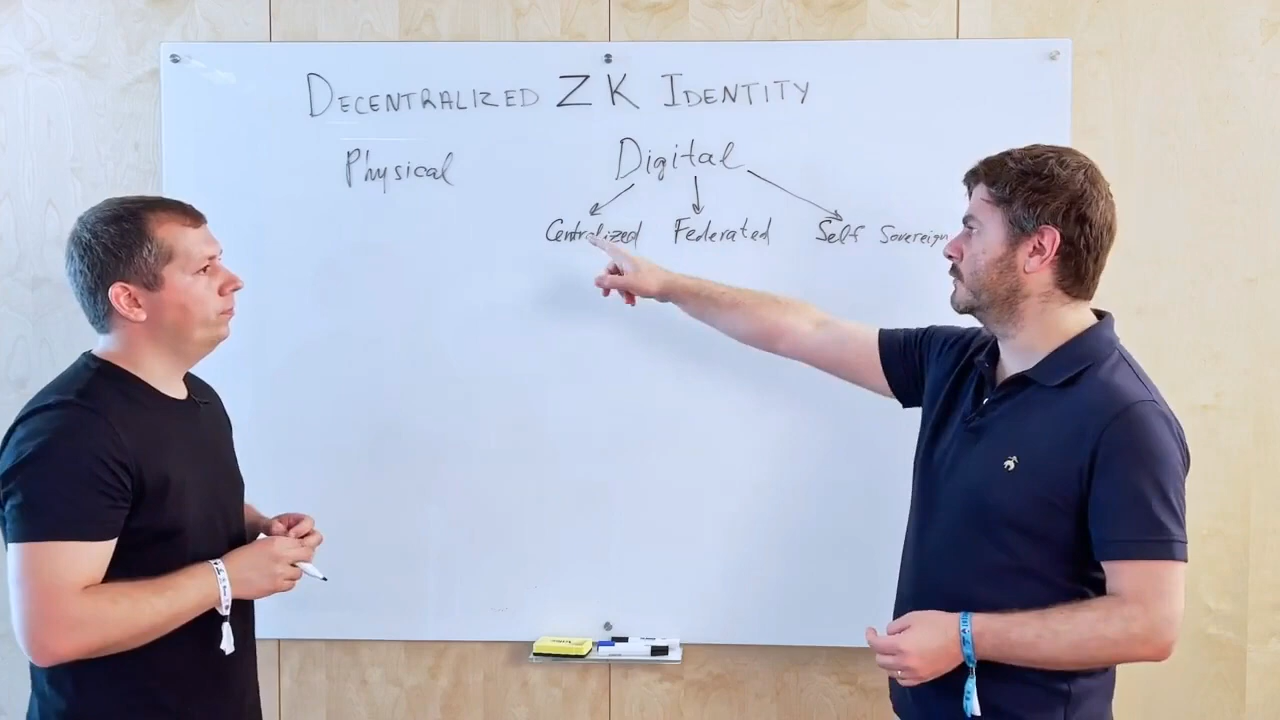 DECENTRALIZED ZK IDENTITY
Physical
Digital
Centralized Federated Self Sovereign